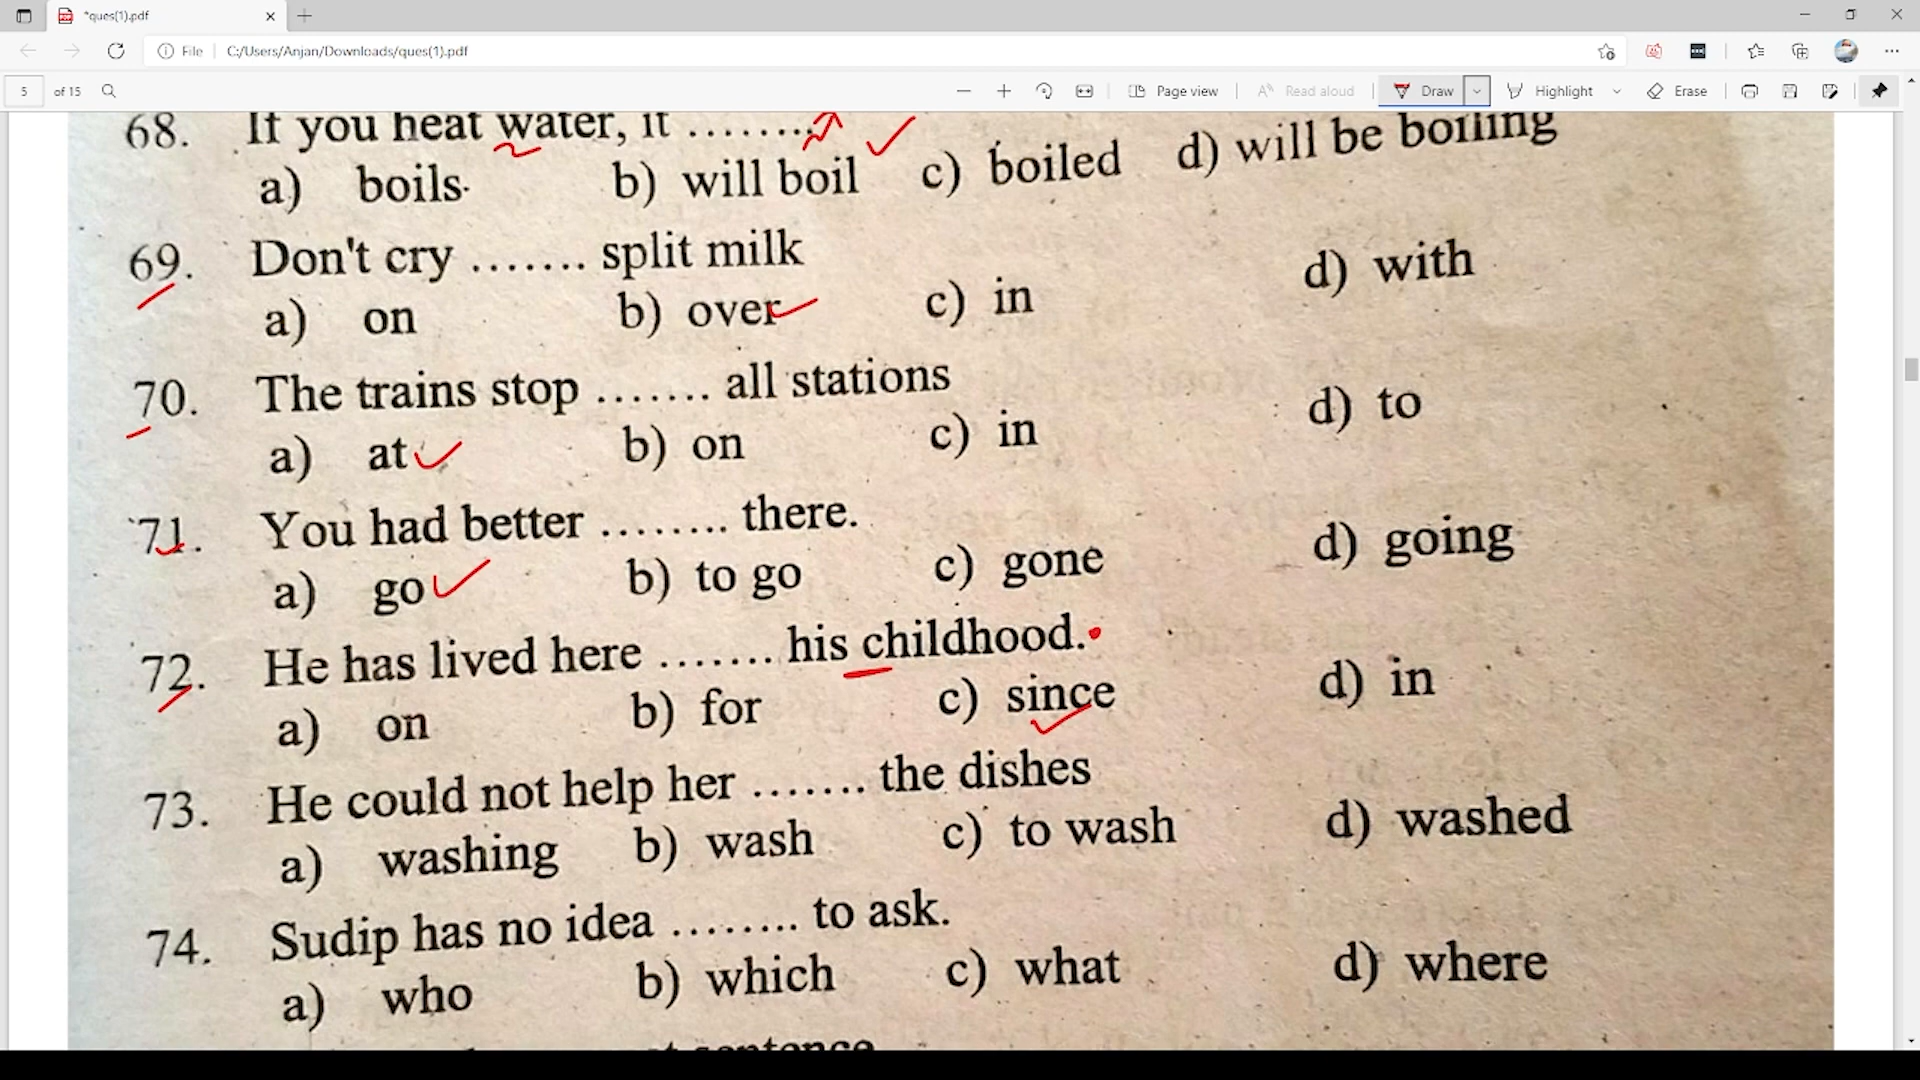 *ques(1).pdf
File C:/Users/Anjan/Downloads/ques(1).pdf
5 of 15 Page view Read aloud Draw Highlight Erase
68. If you heat water, it ........
a) boils b) will boil c) boiled d) will be boiling
69. Don't cry ....... split milk
a) on b) over c) in d) with
70. The trains stop ....... all stations
a) at b) on c) in d) to
71. You had better ........ there.
a) go b) to go c) gone d) going
72. He has lived here ....... his childhood.
a) on b) for c) since d) in
73. He could not help her ....... the dishes
a) washing b) wash c) to wash d) washed
74. Sudip has no idea ........ to ask.
a) who b) which c) what d) where
sentence